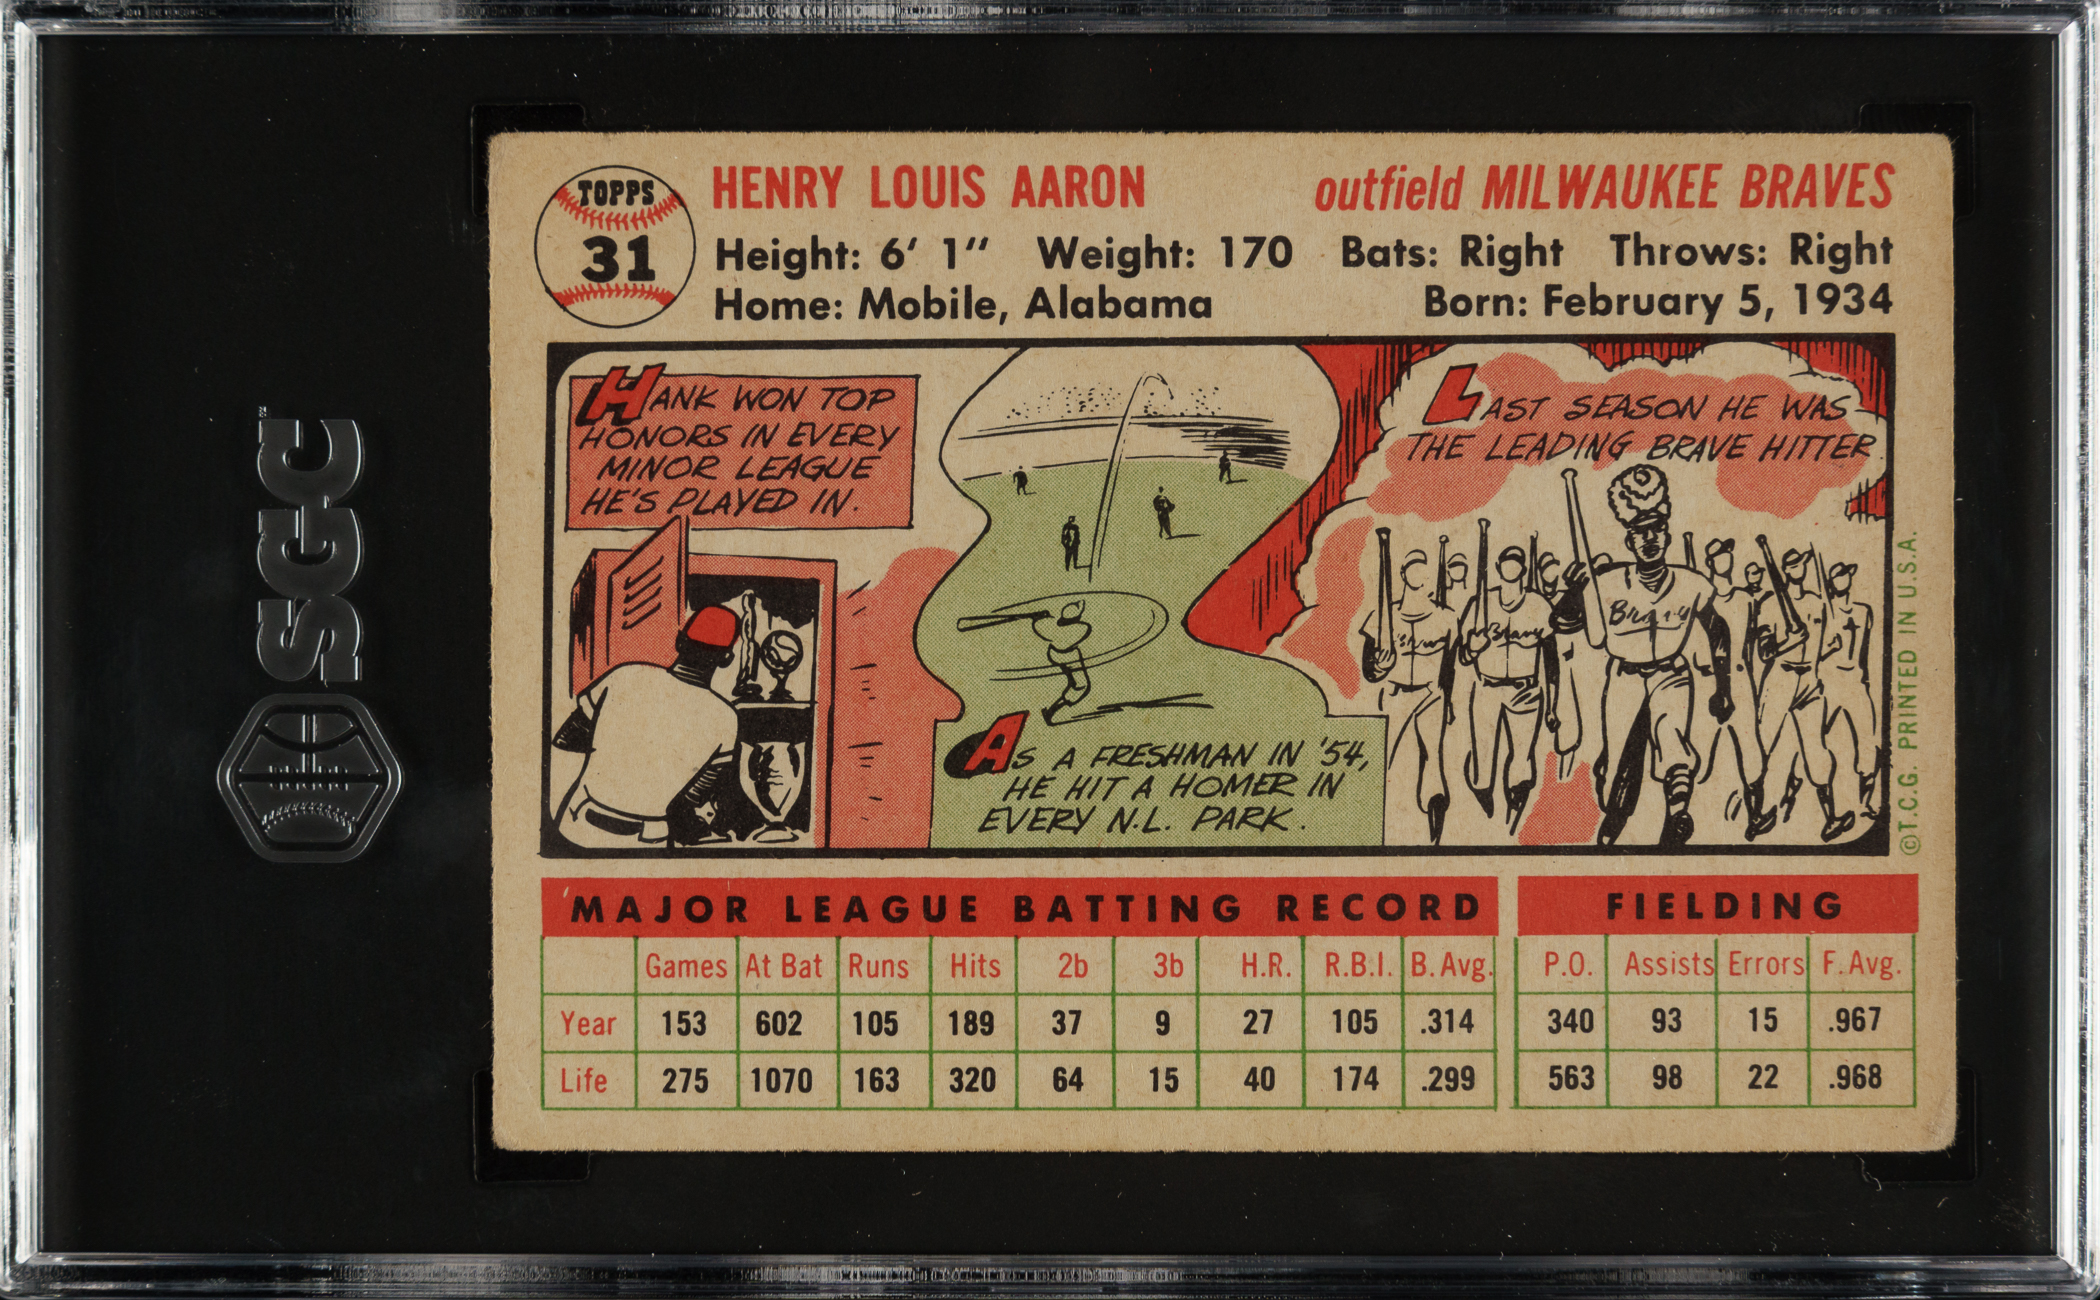 SGC
TOPPS
31
HENRY LOUIS AARON
outfield MILWAUKEE BRAVES
Height: 6' 1" Weight: 170 Bats: Right Throws: Right
Home: Mobile, Alabama
Born: February 5, 1934
HANK WON TOP
HONORS IN EVERY
MINOR LEAGUE
HE'S PLAYED IN.
AS A FRESHMAN IN '54,
HE HIT A HOMER IN
EVERY N.L. PARK.
LAST SEASON HE WAS
THE LEADING BRAVE HITTER.
Braves
Braves
Braves
©T.C.G. PRINTED IN U.S.A.
MAJOR LEAGUE BATTING RECORD
Games At Bat Runs Hits 2b 3b H.R. R.B.I. B. Avg.
Year 153 602 105 189 37 9 27 105 .314
Life 275 1070 163 320 64 15 40 174 .299
FIELDING
P.O. Assists Errors F. Avg.
340 93 15 .967
563 98 22 .968